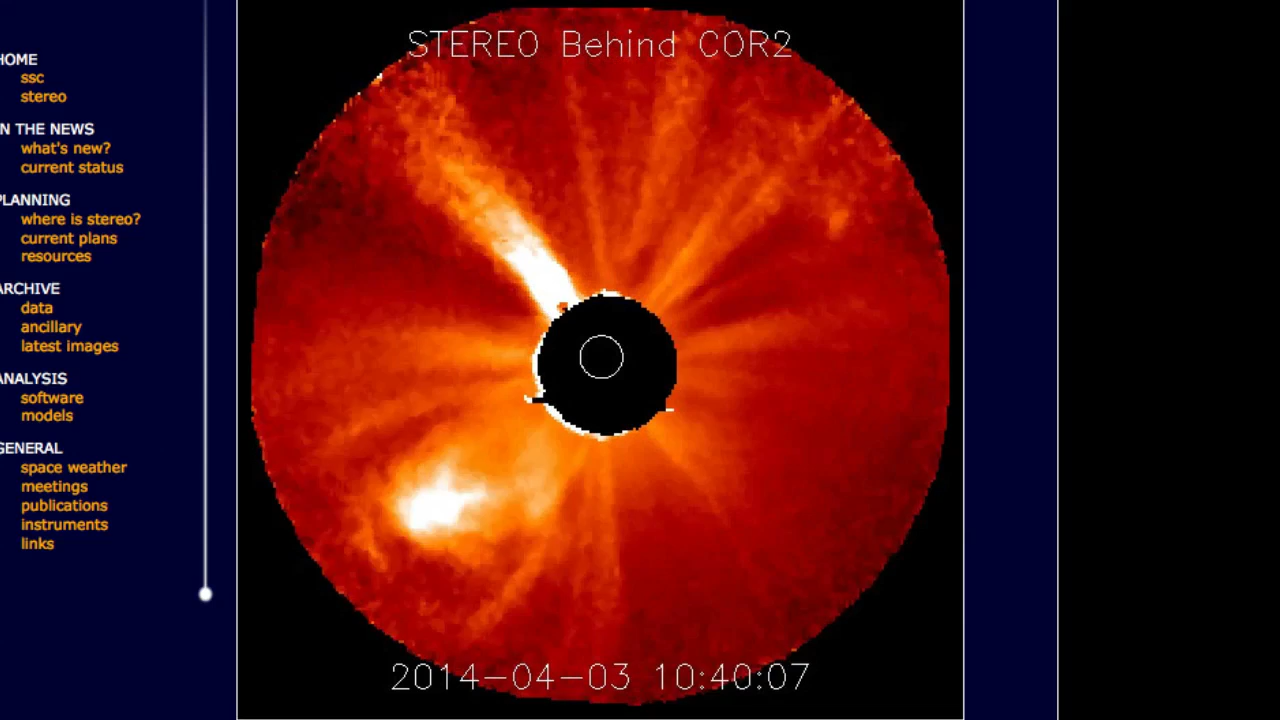 HOME
ssc
stereo
IN THE NEWS
what's new?
current status
PLANNING
where is stereo?
current plans
resources
ARCHIVE
data
ancillary
latest images
ANALYSIS
software
models
GENERAL
space weather
meetings
publications
instruments
links
STEREO Behind COR2
2014-04-03 10:40:07